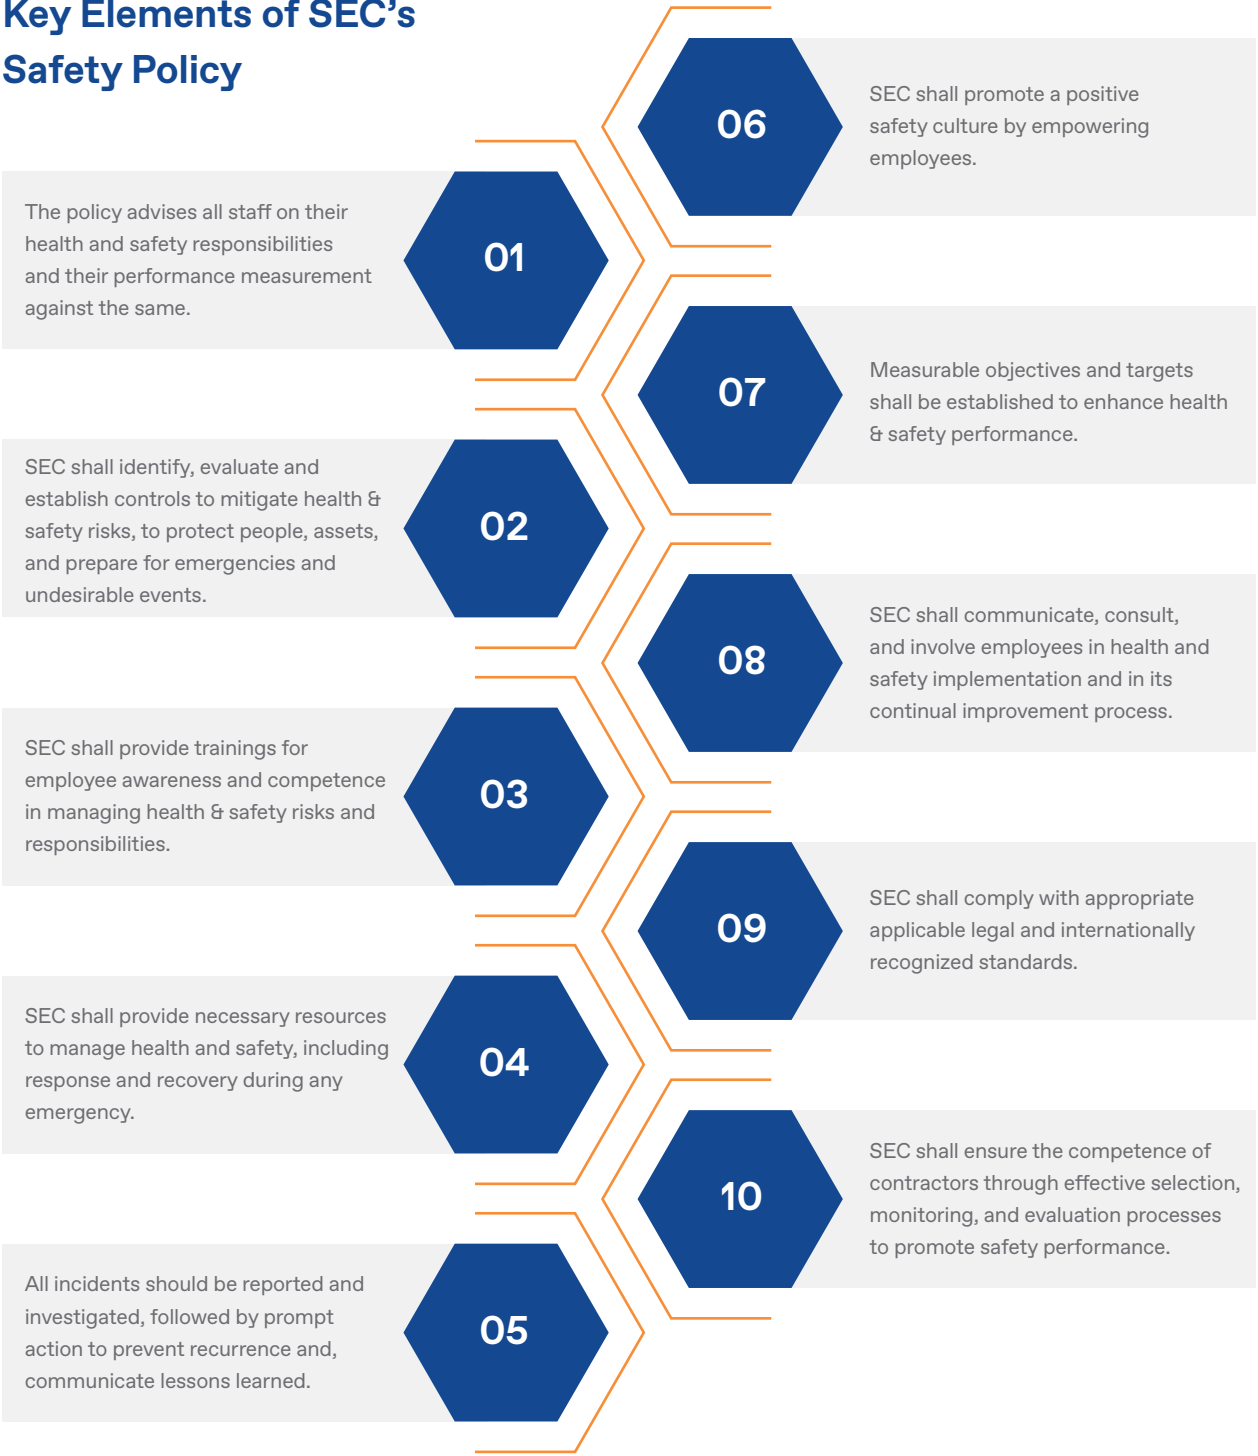 Key Elements of SEC’s
Safety Policy
01
The policy advises all staff on their
health and safety responsibilities
and their performance measurement
against the same.
02
SEC shall identify, evaluate and
establish controls to mitigate health &
safety risks, to protect people, assets,
and prepare for emergencies and
undesirable events.
03
SEC shall provide trainings for
employee awareness and competence
in managing health & safety risks and
responsibilities.
04
SEC shall provide necessary resources
to manage health and safety, including
response and recovery during any
emergency.
05
All incidents should be reported and
investigated, followed by prompt
action to prevent recurrence and,
communicate lessons learned.
06
SEC shall promote a positive
safety culture by empowering
employees.
07
Measurable objectives and targets
shall be established to enhance health
& safety performance.
08
SEC shall communicate, consult,
and involve employees in health and
safety implementation and in its
continual improvement process.
09
SEC shall comply with appropriate
applicable legal and internationally
recognized standards.
10
SEC shall ensure the competence of
contractors through effective selection,
monitoring, and evaluation processes
to promote safety performance.